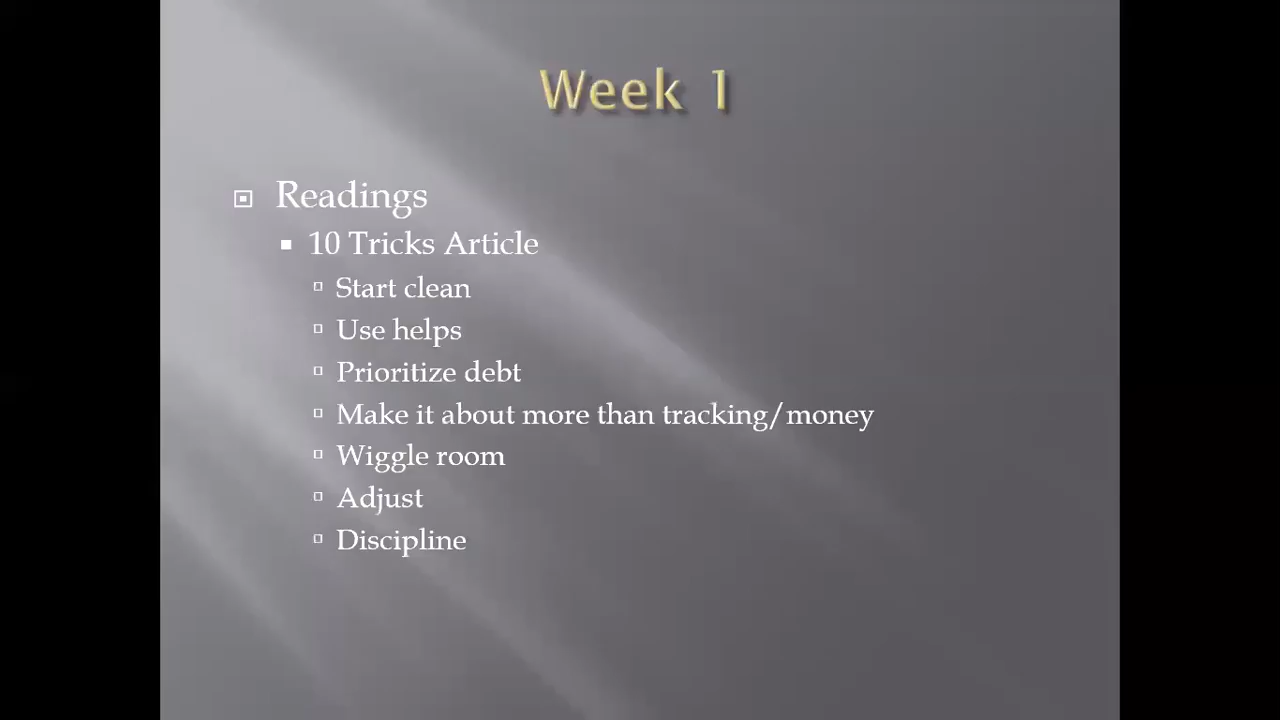 Week 1
Readings
10 Tricks Article
Start clean
Use helps
Prioritize debt
Make it about more than tracking/money
Wiggle room
Adjust
Discipline